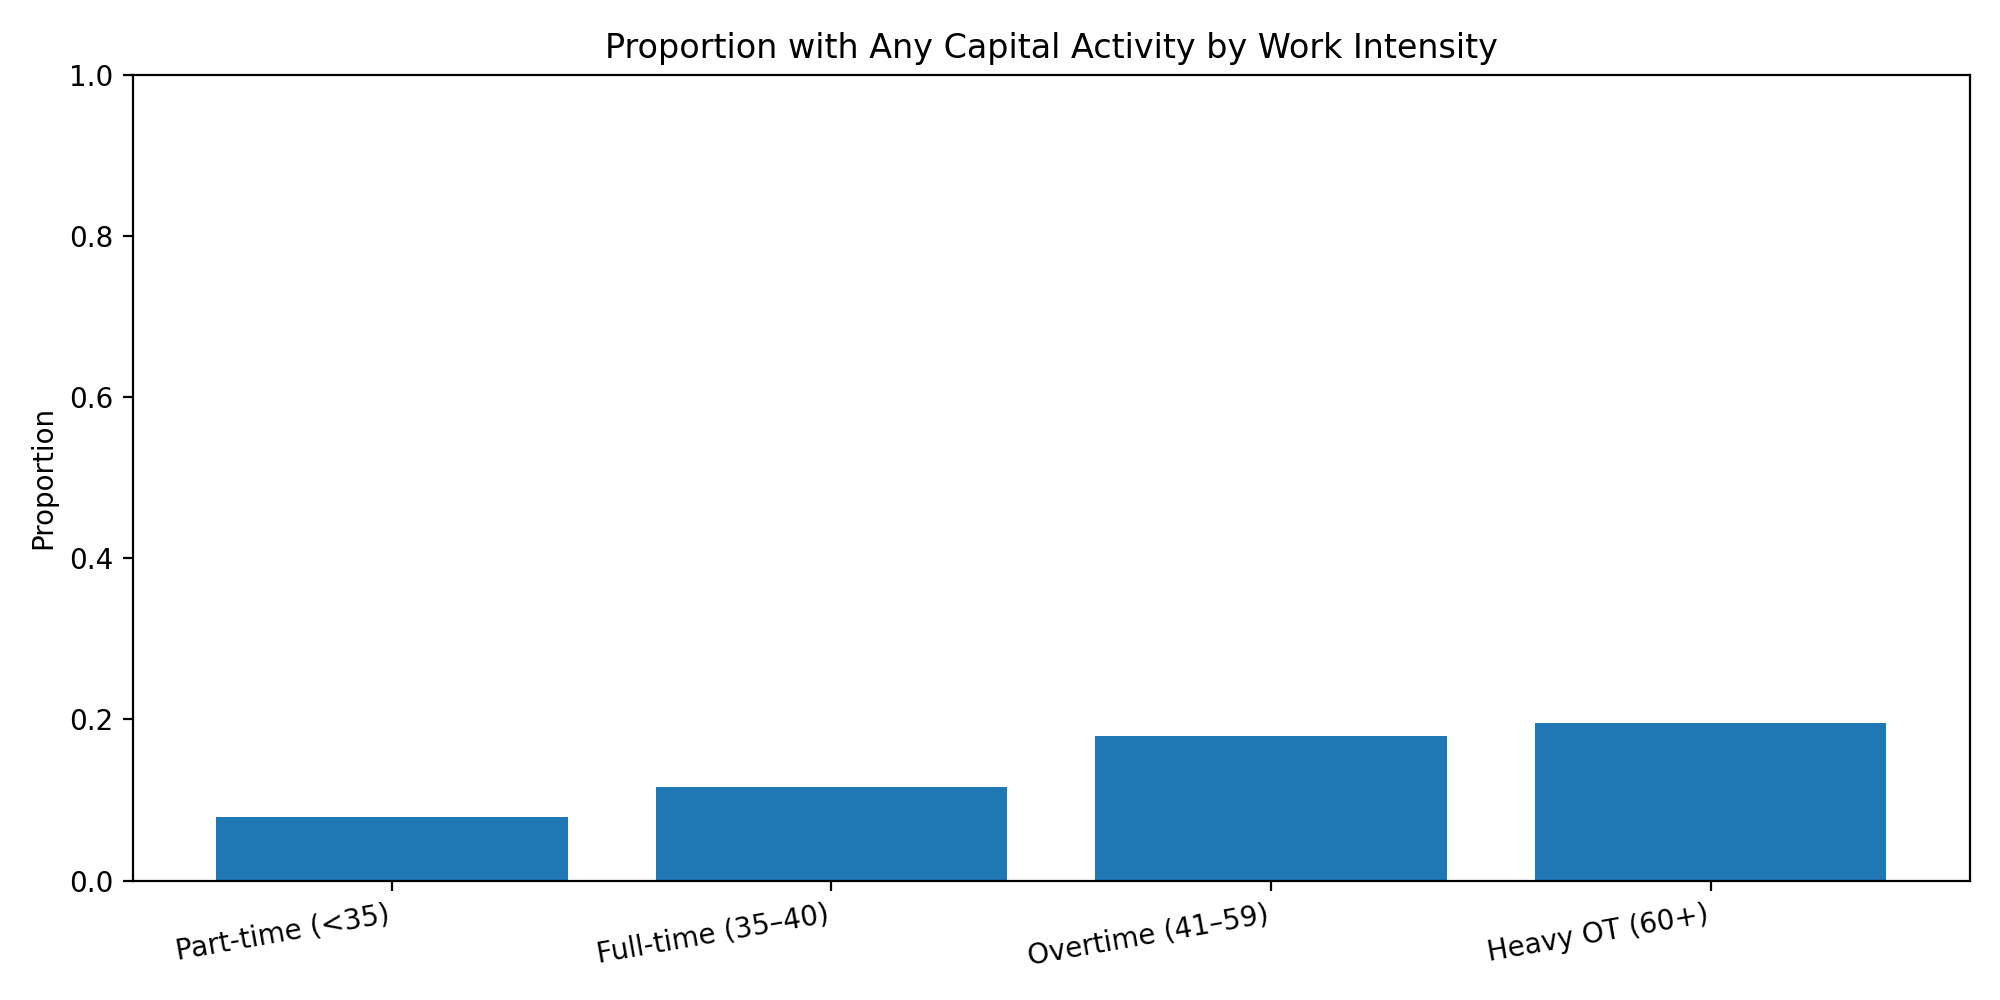 Proportion with Any Capital Activity by Work Intensity
1.0
0.8
0.6
0.4
0.2
0.0
Proportion
Part-time (<35)
Full-time (35–40)
Overtime (41–59)
Heavy OT (60+)